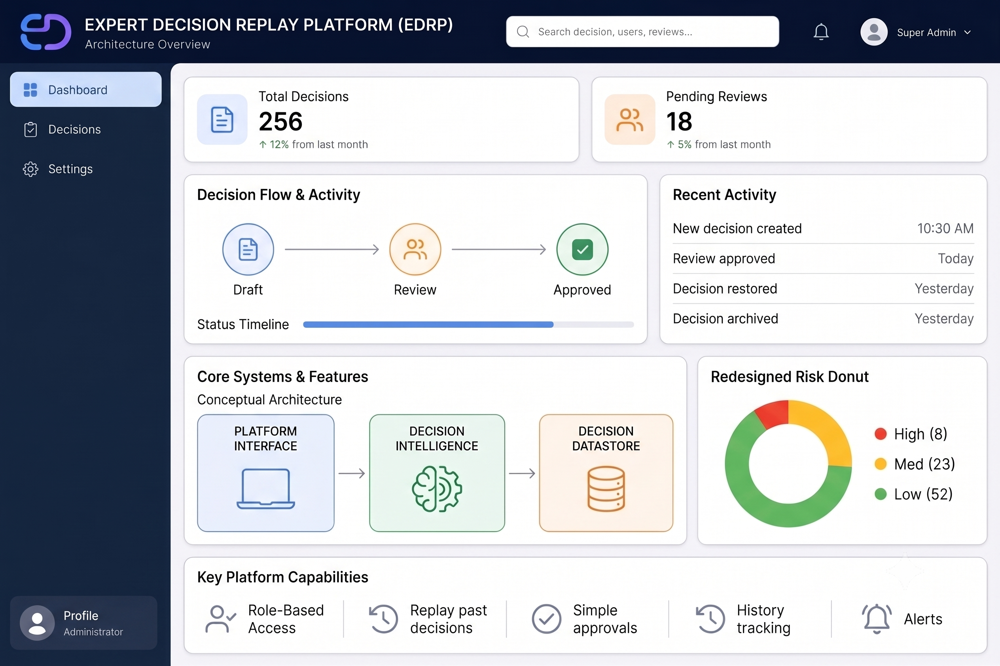 EXPERT DECISION REPLAY PLATFORM (EDRP)
Architecture Overview
Search decision, users, reviews...
Super Admin
Dashboard
Decisions
Settings
Profile
Administrator
Total Decisions
256
↑ 12% from last month
Pending Reviews
18
↑ 5% from last month
Decision Flow & Activity
Draft
Review
Approved
Status Timeline
Recent Activity
New decision created 10:30 AM
Review approved Today
Decision restored Yesterday
Decision archived Yesterday
Core Systems & Features
Conceptual Architecture
PLATFORM
INTERFACE
DECISION
INTELLIGENCE
DECISION
DATASTORE
Redesigned Risk Donut
High (8)
Med (23)
Low (52)
Key Platform Capabilities
Role-Based
Access
Replay past
decisions
Simple
approvals
History
tracking
Alerts